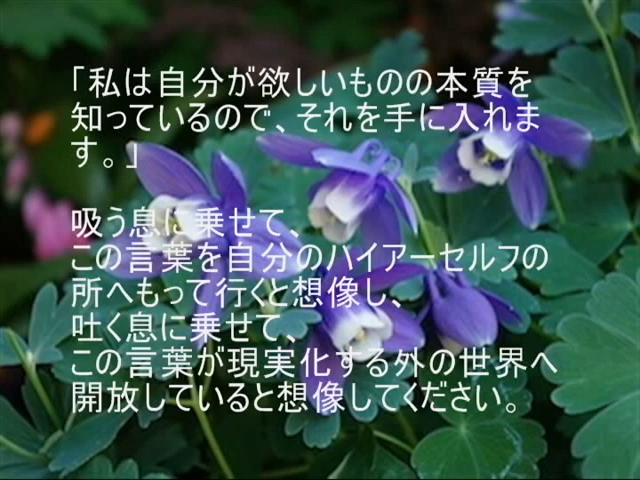 「私は自分が欲しいものの本質を
知っているので、それを手に入れま
す。」
吸う息に乗せて、
この言葉を自分のハイアーセルフの
所へもって行くと想像し、
吐く息に乗せて、
この言葉が現実化する外の世界へ
開放していると想像してください。